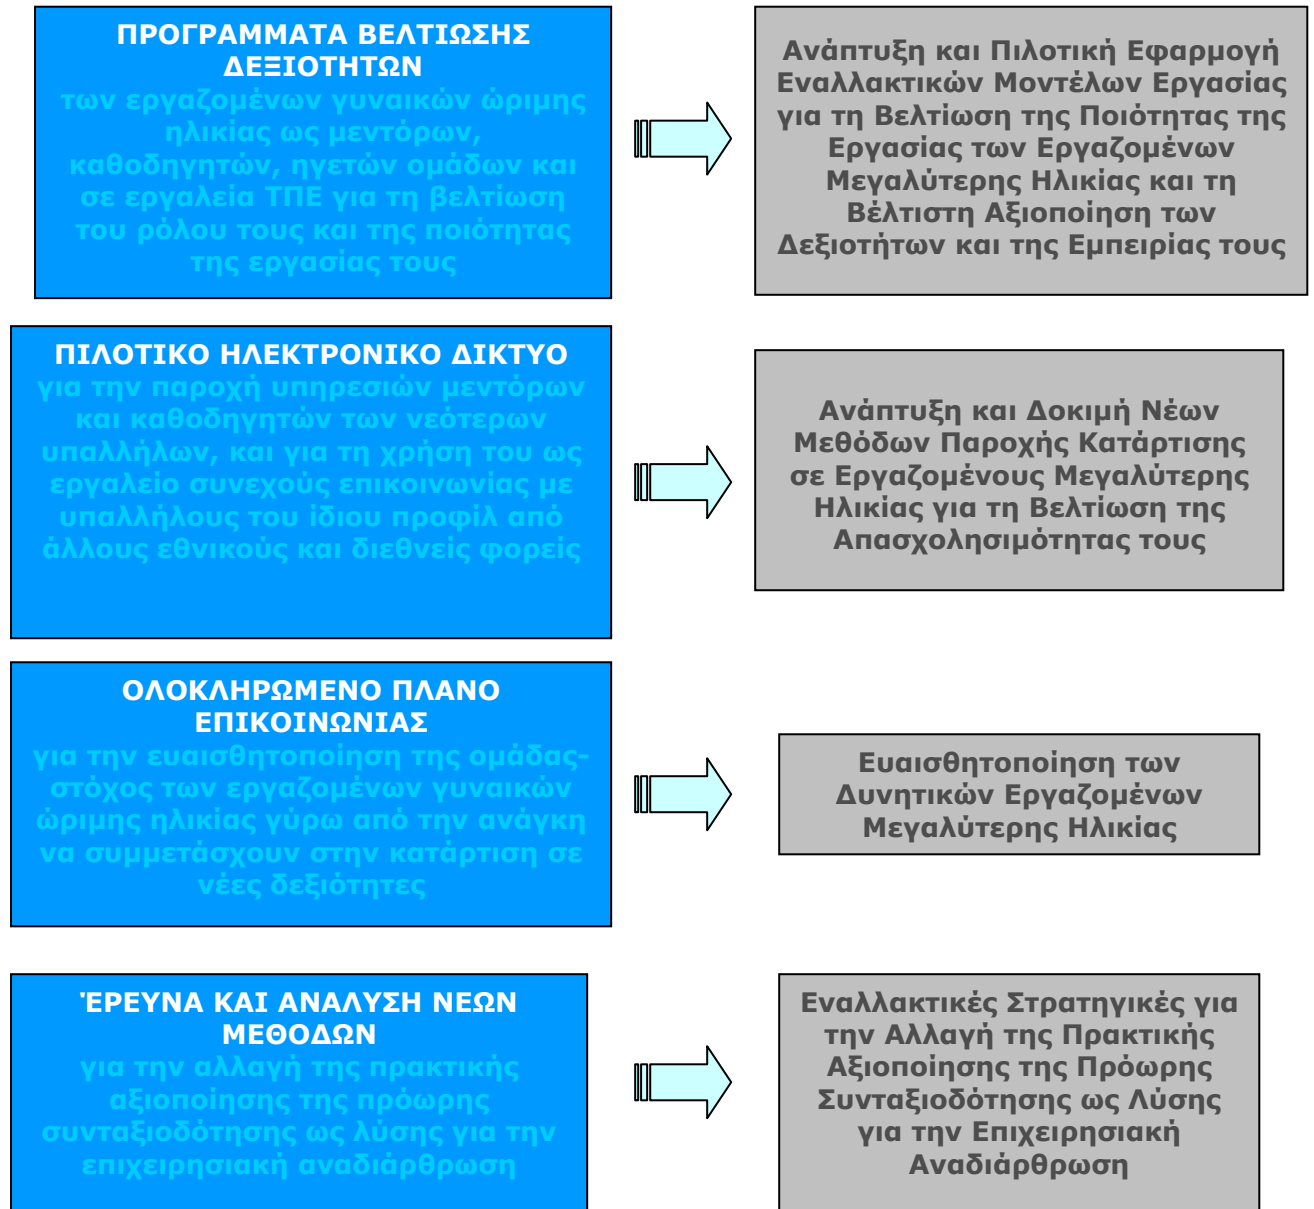 ΠΡΟΓΡΑΜΜΑΤΑ ΒΕΛΤΙΩΣΗΣ
ΔΕΞΙΟΤΗΤΩΝ
των εργαζομένων γυναικών ώριμης
ηλικίας ως μεντόρων,
καθοδηγητών, ηγετών ομάδων και
σε εργαλεία ΤΠΕ για τη βελτίωση
του ρόλου τους και της ποιότητας
της εργασίας τους
Ανάπτυξη και Πιλοτική Εφαρμογή
Εναλλακτικών Μοντέλων Εργασίας
για τη Βελτίωση της Ποιότητας της
Εργασίας των Εργαζομένων
Μεγαλύτερης Ηλικίας και τη
Βέλτιστη Αξιοποίηση των
Δεξιοτήτων και της Εμπειρίας τους
ΠΙΛΟΤΙΚΟ ΗΛΕΚΤΡΟΝΙΚΟ ΔΙΚΤΥΟ
για την παροχή υπηρεσιών μεντόρων
και καθοδηγητών των νεότερων
υπαλλήλων, και για τη χρήση του ως
εργαλείο συνεχούς επικοινωνίας με
υπαλλήλους του ίδιου προφίλ από
άλλους εθνικούς και διεθνείς φορείς
Ανάπτυξη και Δοκιμή Νέων
Μεθόδων Παροχής Κατάρτισης
σε Εργαζομένους Μεγαλύτερης
Ηλικίας για τη Βελτίωση της
Απασχολησιμότητας τους
ΟΛΟΚΛΗΡΩΜΕΝΟ ΠΛΑΝΟ
ΕΠΙΚΟΙΝΩΝΙΑΣ
για την ευαισθητοποίηση της ομάδας-
στόχος των εργαζομένων γυναικών
ώριμης ηλικίας γύρω από την ανάγκη
να συμμετάσχουν στην κατάρτιση σε
νέες δεξιότητες
Ευαισθητοποίηση των
Δυνητικών Εργαζομένων
Μεγαλύτερης Ηλικίας
ΈΡΕΥΝΑ ΚΑΙ ΑΝΑΛΥΣΗ ΝΕΩΝ
ΜΕΘΟΔΩΝ
για την αλλαγή της πρακτικής
αξιοποίησης της πρόωρης
συνταξιοδότησης ως λύσης για την
επιχειρησιακή αναδιάρθρωση
Εναλλακτικές Στρατηγικές για
την Αλλαγή της Πρακτικής
Αξιοποίησης της Πρόωρης
Συνταξιοδότησης ως Λύσης
για την Επιχειρησιακή
Αναδιάρθρωση